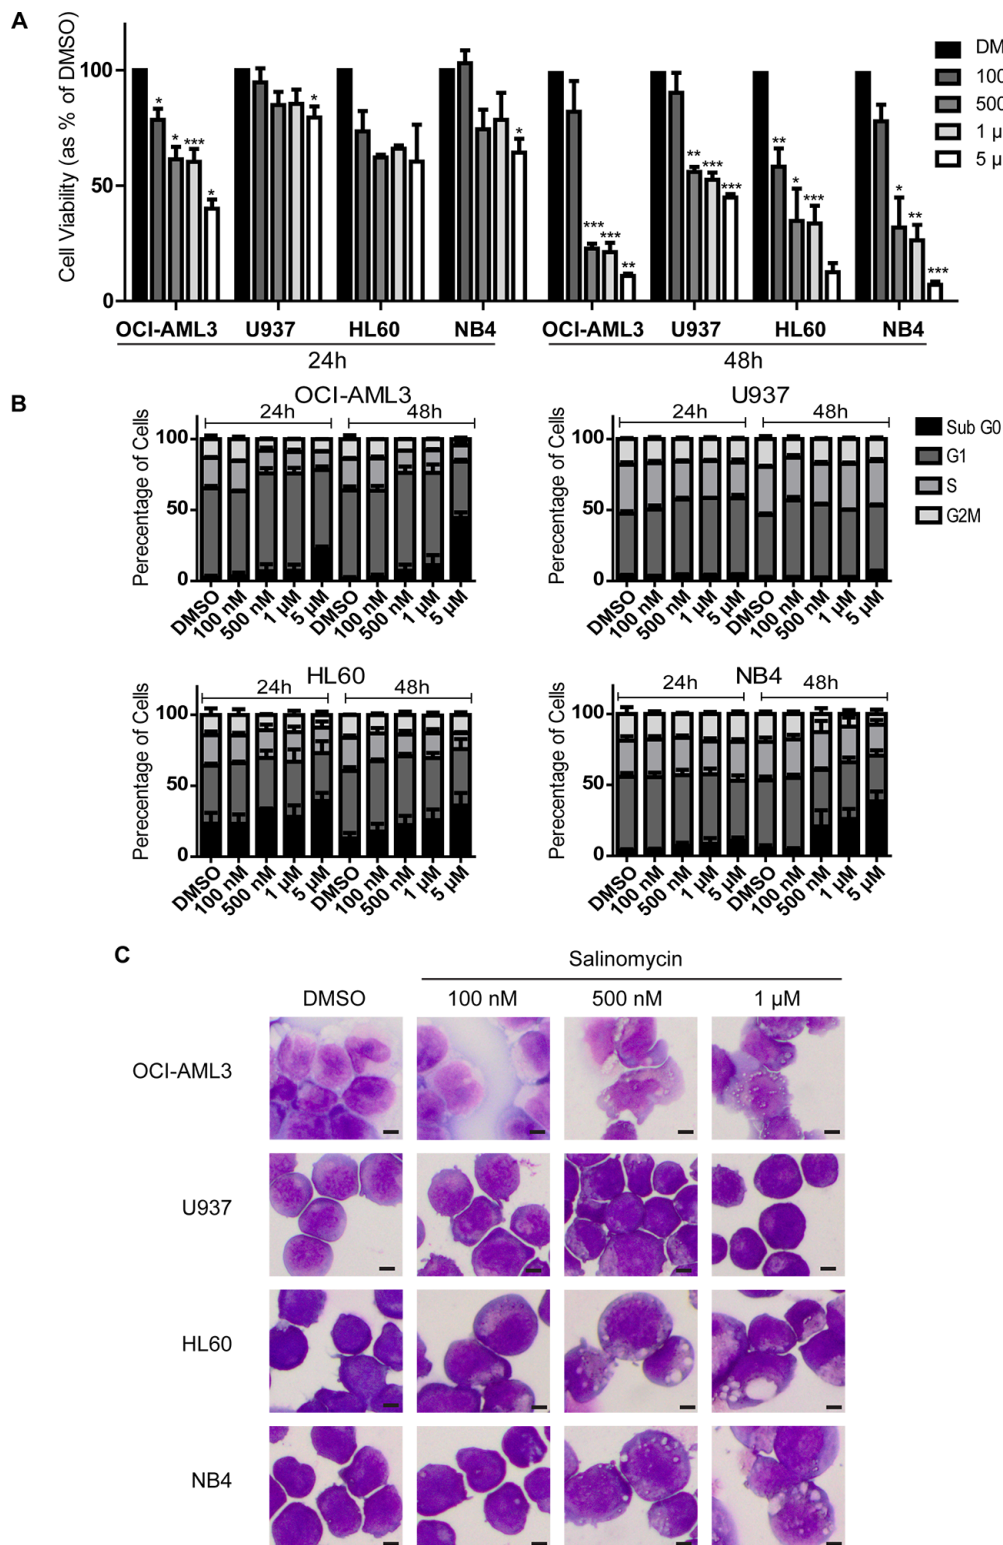 A
Cell Viability (as % of DMSO)
100
50
0
* * *** *
*
*
*** *** **
** *** ***
** * ***
* ** ***
DM
100
500
1 µ
5 µ
OCI-AML3 U937 HL60 NB4 OCI-AML3 U937 HL60 NB4
24h 48h
B
OCI-AML3
24h 48h
Perecentage of Cells
100
50
0
DMSO 100 nM 500 nM 1 µM 5 µM DMSO 100 nM 500 nM 1 µM 5 µM
U937
24h 48h
Perecentage of Cells
100
50
0
DMSO 100 nM 500 nM 1 µM 5 µM DMSO 100 nM 500 nM 1 µM 5 µM
Sub G0
G1
S
G2M
HL60
24h 48h
Perecentage of Cells
100
50
0
DMSO 100 nM 500 nM 1 µM 5 µM DMSO 100 nM 500 nM 1 µM 5 µM
NB4
24h 48h
Perecentage of Cells
100
50
0
DMSO 100 nM 500 nM 1 µM 5 µM DMSO 100 nM 500 nM 1 µM 5 µM
C
Salinomycin
DMSO 100 nM 500 nM 1 µM
OCI-AML3
U937
HL60
NB4